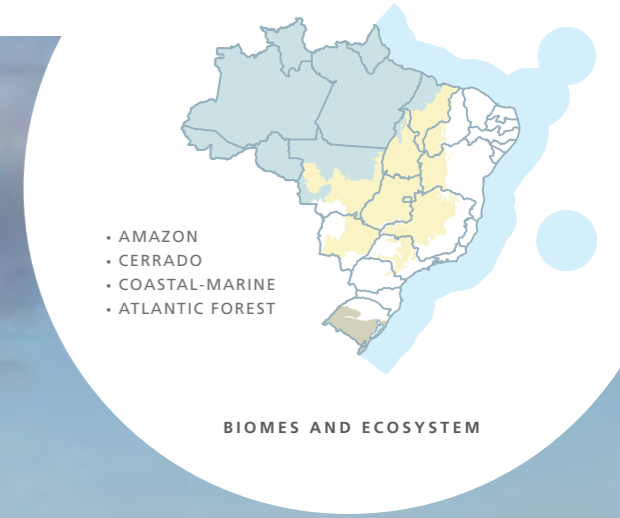 • AMAZON
• CERRADO
• COASTAL-MARINE
• ATLANTIC FOREST
BIOMES AND ECOSYSTEM